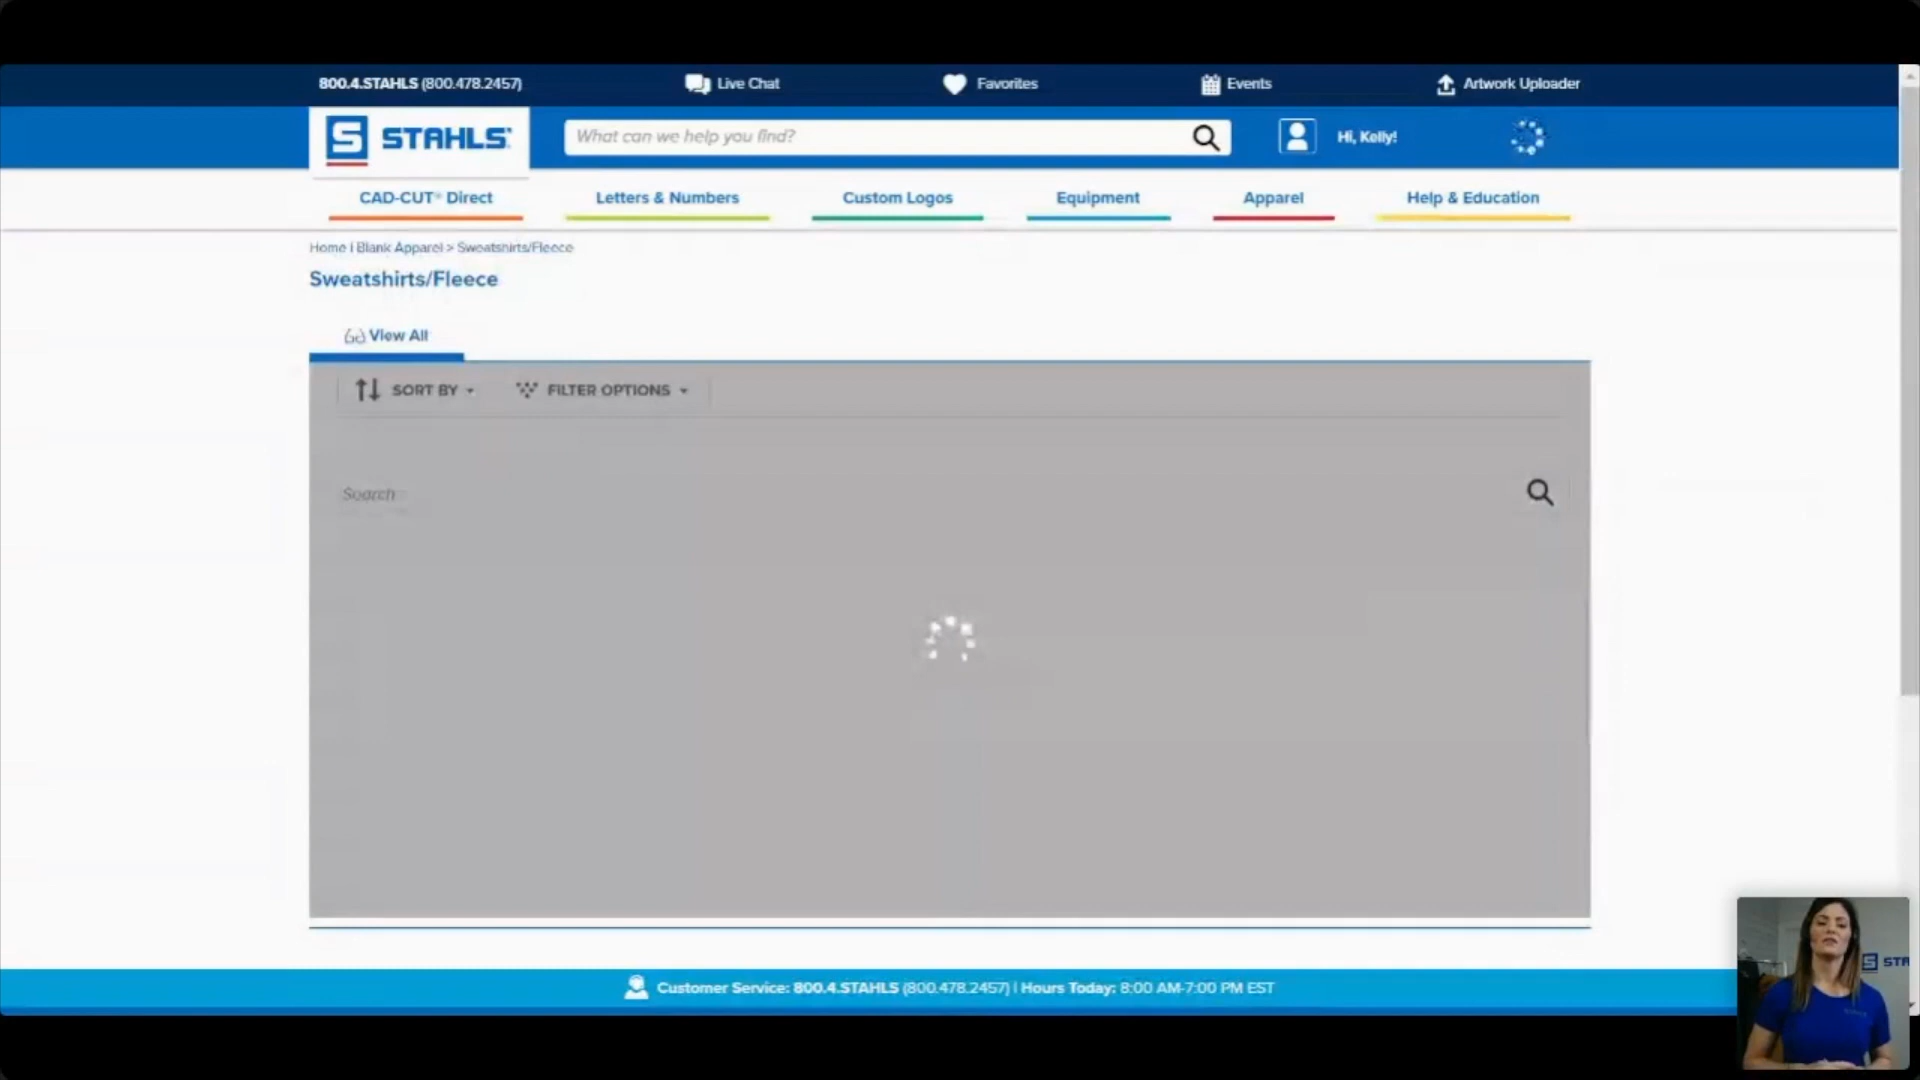 800.4.STAHLS (800.478.2457)
Live Chat
Favorites
Events
Artwork Uploader
S STAHLS'
What can we help you find?
Hi, Kelly!
CAD-CUT® Direct
Letters & Numbers
Custom Logos
Equipment
Apparel
Help & Education
Home | Blank Apparel > Sweatshirts/Fleece
Sweatshirts/Fleece
View All
SORT BY
FILTER OPTIONS
Search
S STA
Customer Service: 800.4.STAHLS (800.478.2457) | Hours Today: 8:00 AM-7:00 PM EST